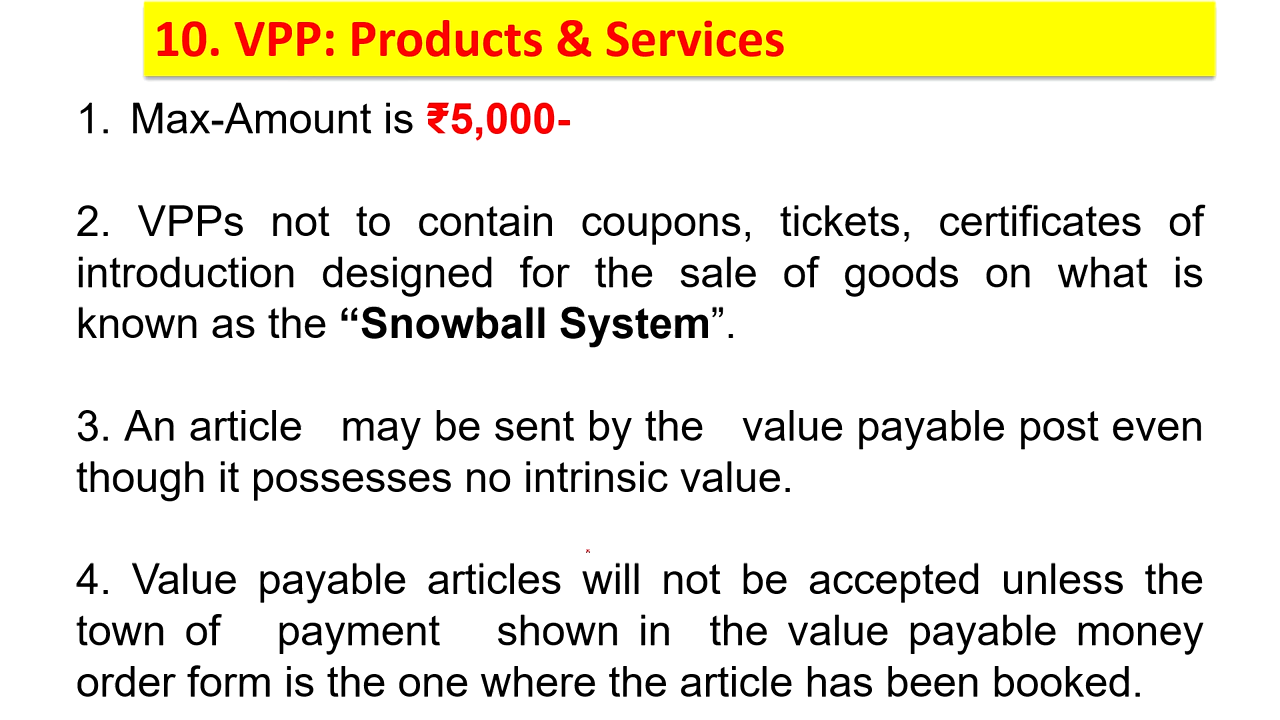 10. VPP: Products & Services
1. Max-Amount is ₹5,000-
2. VPPs not to contain coupons, tickets, certificates of
introduction designed for the sale of goods on what is
known as the “Snowball System”.
3. An article may be sent by the value payable post even
though it possesses no intrinsic value.
4. Value payable articles will not be accepted unless the
town of payment shown in the value payable money
order form is the one where the article has been booked.